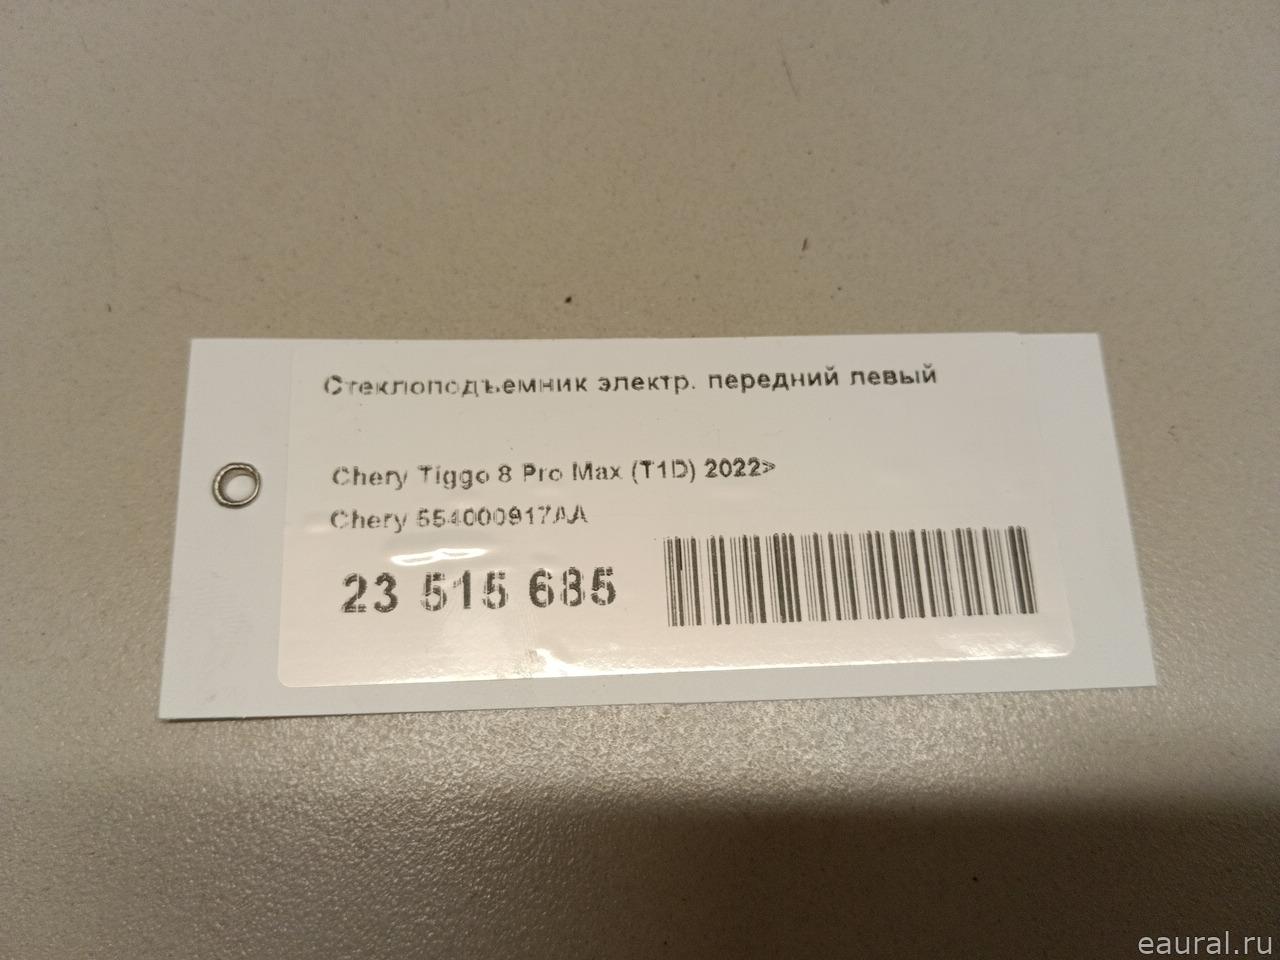 Стеклоподъемник электр. передний левый
Chery Tiggo 8 Pro Max (T1D) 2022>
Chery 554000917AA
23 515 685
eaural.ru